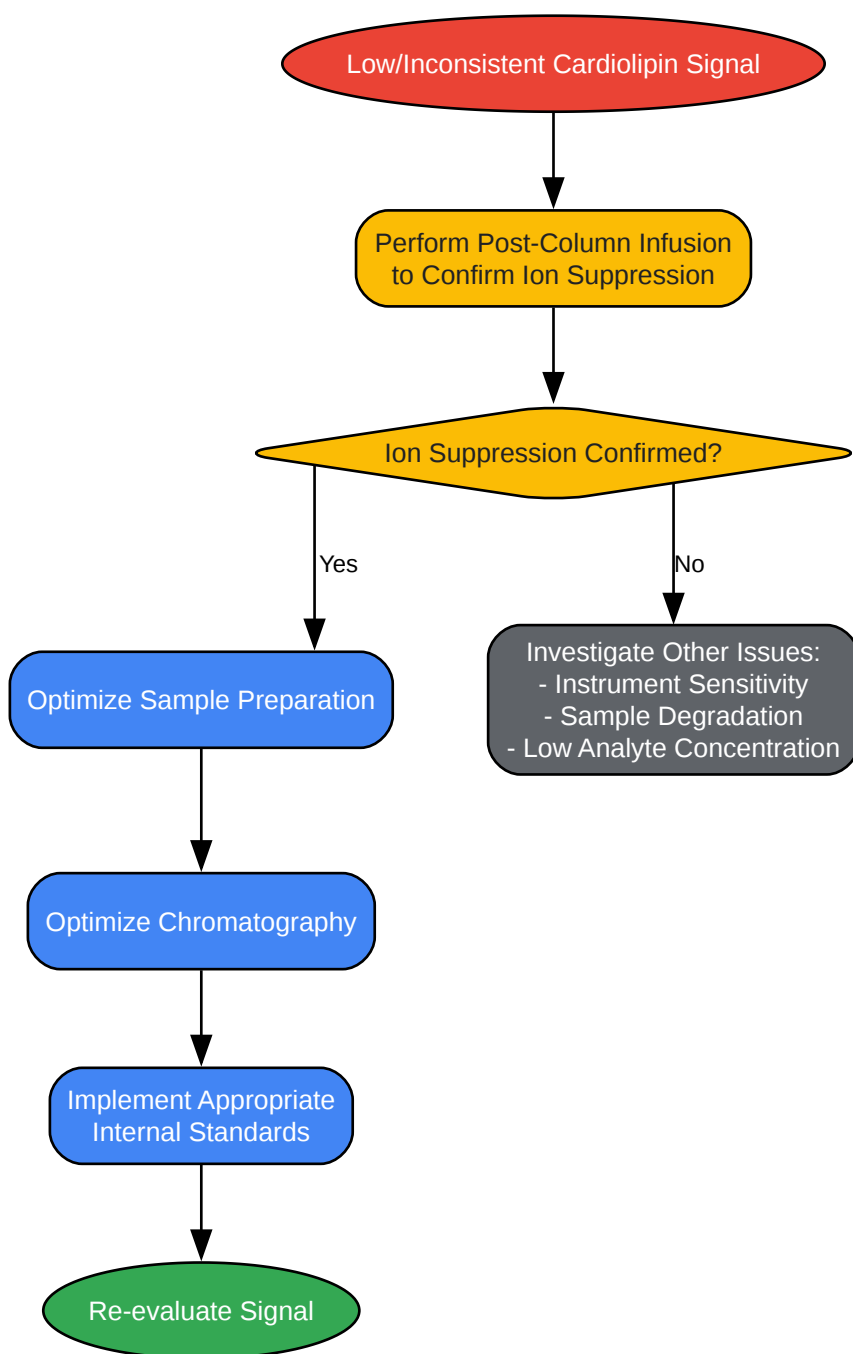 Low/Inconsistent Cardiolipin Signal
Perform Post-Column Infusion
to Confirm Ion Suppression
Ion Suppression Confirmed?
Yes
No
Investigate Other Issues:
- Instrument Sensitivity
- Sample Degradation
- Low Analyte Concentration
Optimize Sample Preparation
Optimize Chromatography
Implement Appropriate
Internal Standards
Re-evaluate Signal